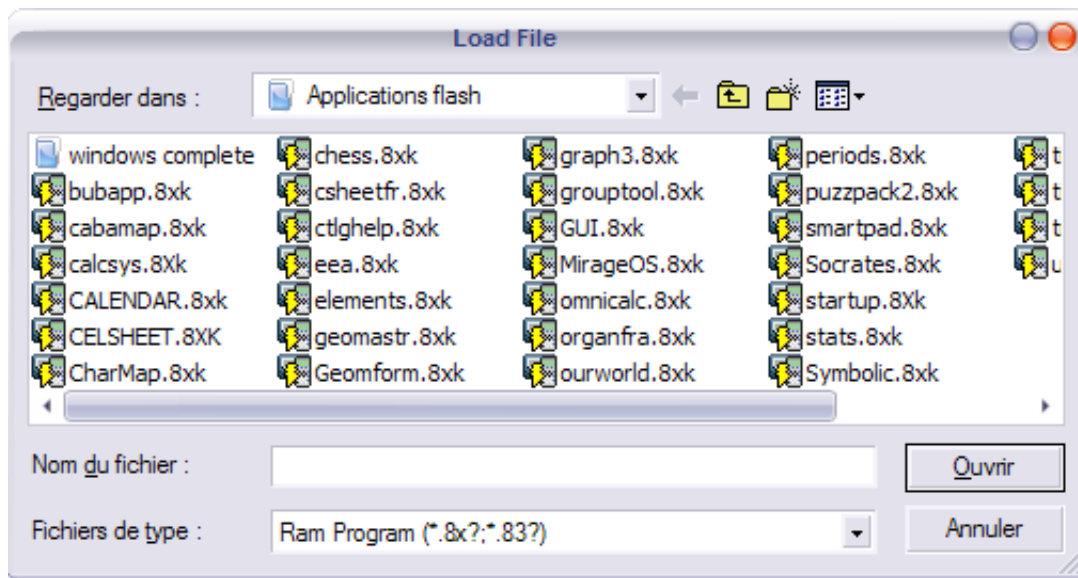 Load File
Regarder dans :
Applications flash
windows complete
bubapp.8xk
cabamap.8xk
calcsys.8Xk
CALENDAR.8xk
CELSHEET.8XK
CharMap.8xk
chess.8xk
csheetfr.8xk
ctlghelp.8xk
eea.8xk
elements.8xk
geomastr.8xk
Geomform.8xk
graph3.8xk
grouptool.8xk
GUI.8xk
MirageOS.8xk
omnicalc.8xk
organfra.8xk
ourworld.8xk
periods.8xk
puzzpack2.8xk
smartpad.8xk
Socrates.8xk
startup.8Xk
stats.8xk
Symbolic.8xk
t
t
t
u
Nom du fichier :
Ouvrir
Fichiers de type :
Ram Program (*.8x?;*.83?)
Annuler